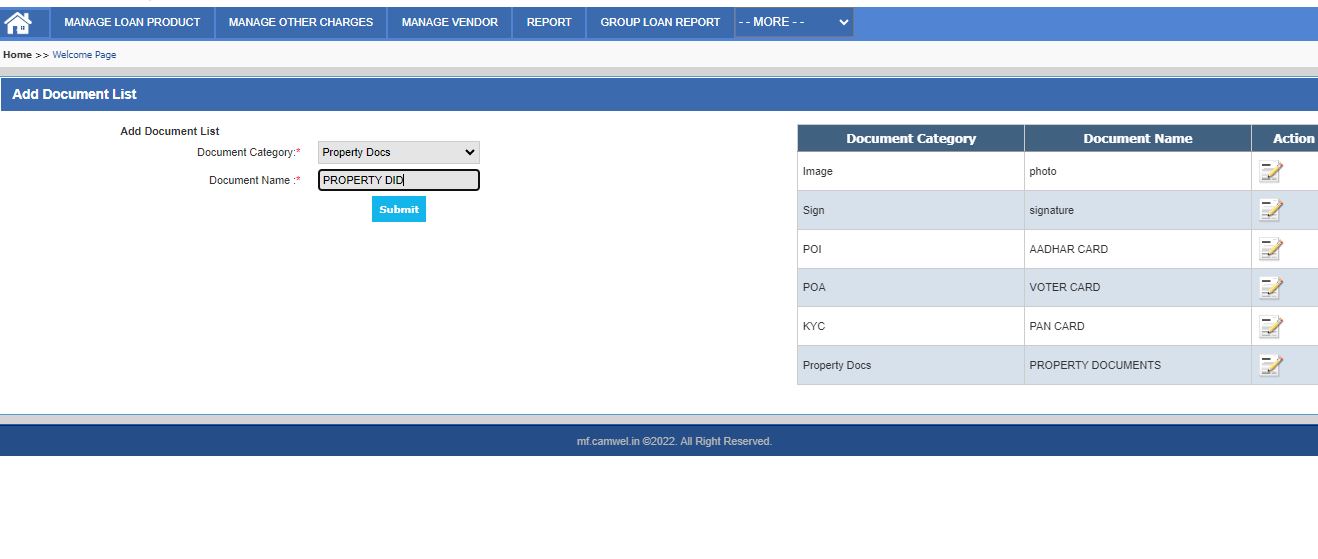 MANAGE LOAN PRODUCT MANAGE OTHER CHARGES MANAGE VENDOR REPORT GROUP LOAN REPORT - - MORE - -
Home >> Welcome Page
Add Document List
Add Document List
Document Category:* Property Docs
Document Name :* PROPERTY DID
Submit
Document Category Document Name Action
Image photo
Sign signature
POI AADHAR CARD
POA VOTER CARD
KYC PAN CARD
Property Docs PROPERTY DOCUMENTS
mf.camwel.in ©2022. All Right Reserved.